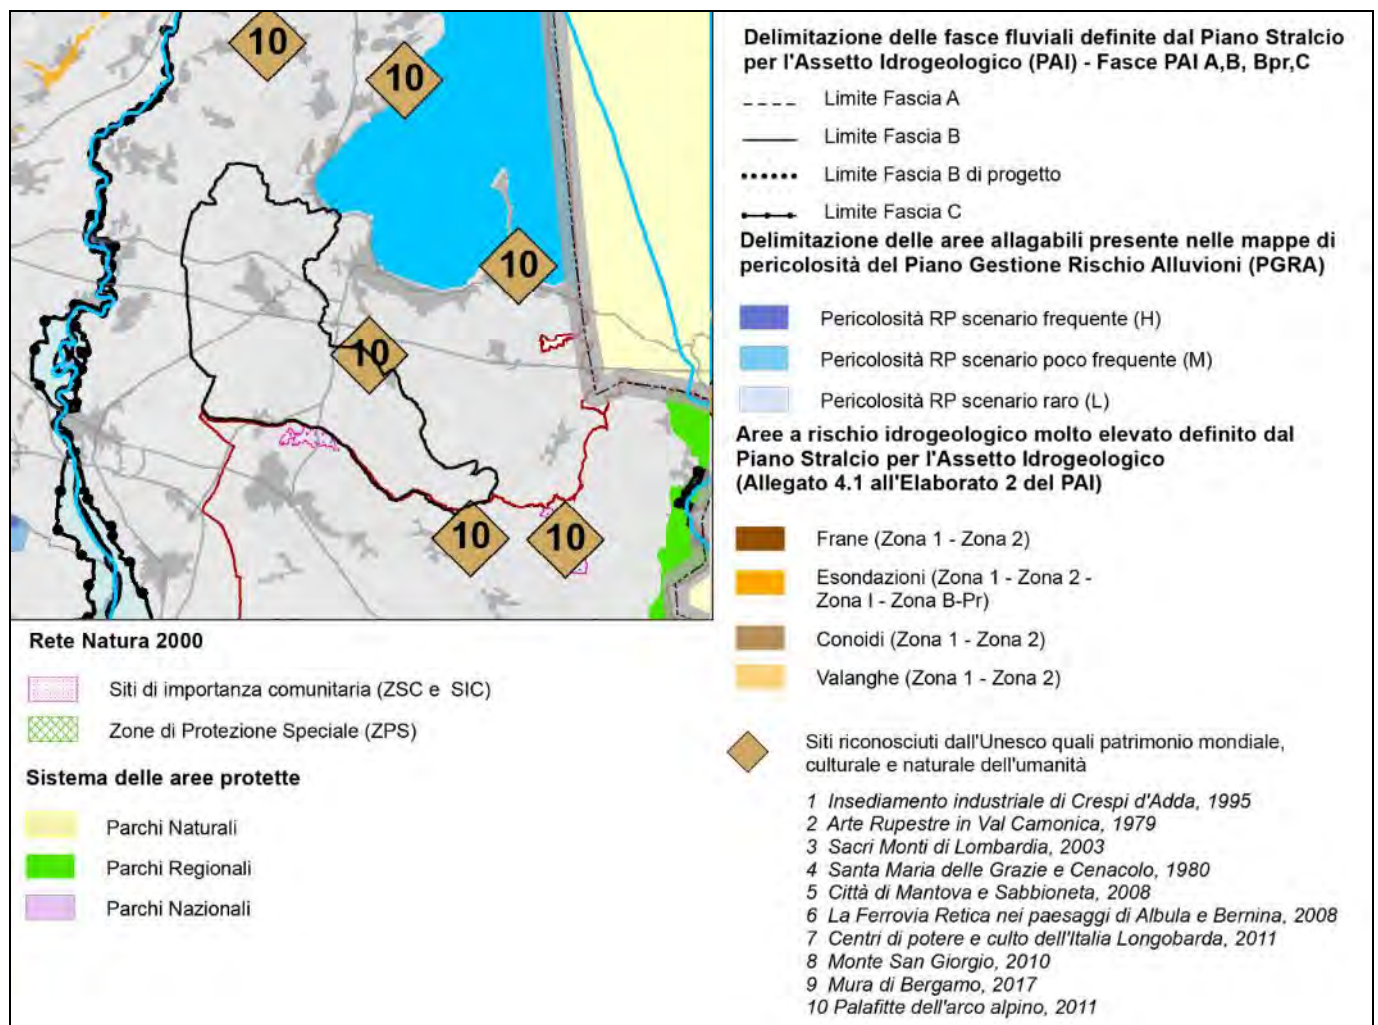 10
10
10
10
10
10
Delimitazione delle fasce fluviali definite dal Piano Stralcio
per l'Assetto Idrogeologico (PAI) - Fasce PAI A,B, Bpr,C
Limite Fascia A
Limite Fascia B
Limite Fascia B di progetto
Limite Fascia C
Delimitazione delle aree allagabili presente nelle mappe di
pericolosità del Piano Gestione Rischio Alluvioni (PGRA)
Pericolosità RP scenario frequente (H)
Pericolosità RP scenario poco frequente (M)
Pericolosità RP scenario raro (L)
Aree a rischio idrogeologico molto elevato definito dal
Piano Stralcio per l'Assetto Idrogeologico
(Allegato 4.1 all'Elaborato 2 del PAI)
Frane (Zona 1 - Zona 2)
Esondazioni (Zona 1 - Zona 2 -
Zona I - Zona B-Pr)
Conoidi (Zona 1 - Zona 2)
Valanghe (Zona 1 - Zona 2)
Rete Natura 2000
Siti di importanza comunitaria (ZSC e SIC)
Zone di Protezione Speciale (ZPS)
Sistema delle aree protette
Parchi Naturali
Parchi Regionali
Parchi Nazionali
Siti riconosciuti dall'Unesco quali patrimonio mondiale,
culturale e naturale dell'umanità
1 Insediamento industriale di Crespi d'Adda, 1995
2 Arte Rupestre in Val Camonica, 1979
3 Sacri Monti di Lombardia, 2003
4 Santa Maria delle Grazie e Cenacolo, 1980
5 Città di Mantova e Sabbioneta, 2008
6 La Ferrovia Retica nei paesaggi di Albula e Bernina, 2008
7 Centri di potere e culto dell'Italia Longobarda, 2011
8 Monte San Giorgio, 2010
9 Mura di Bergamo, 2017
10 Palafitte dell'arco alpino, 2011